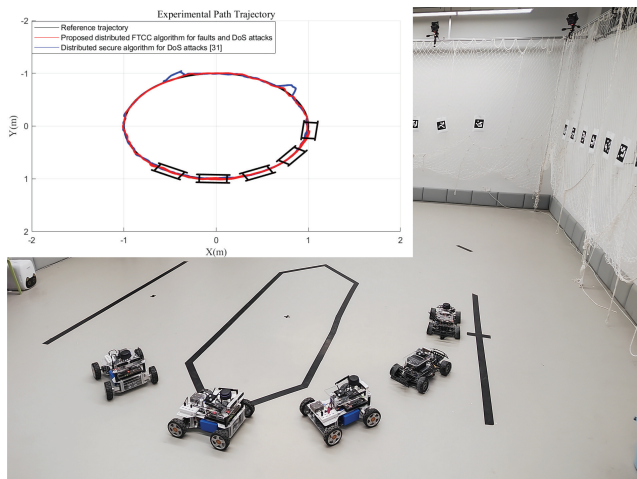 Experimental Path Trajectory
Reference trajectory
Proposed distributed FTCC algorithm for faults and DoS attacks
Distributed secure algorithm for DoS attacks [31]
-2
-1
0
1
2
Y(m)
-2
-1
0
1
2
X(m)